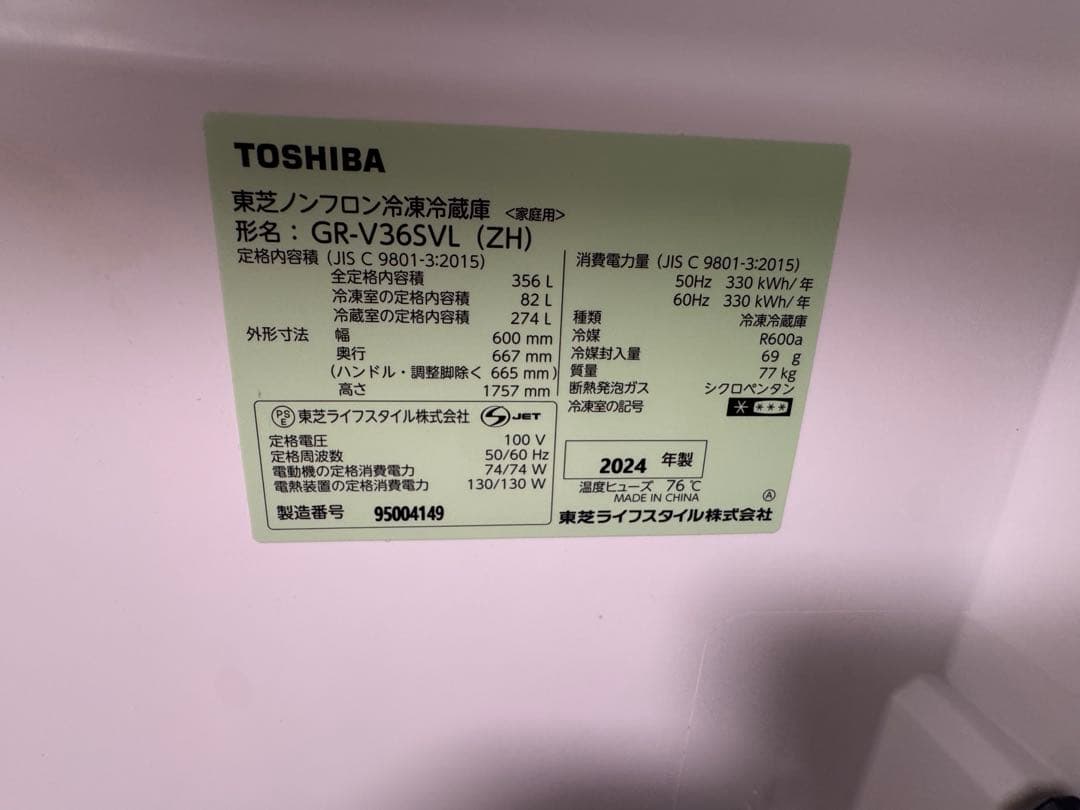 TOSHIBA
東芝ノンフロン冷凍冷蔵庫 <家庭用>
形名： GR-V36SVL (ZH)
定格内容積 (JIS C 9801-3:2015)
全定格内容積 356 L
冷凍室の定格内容積 82 L
冷蔵室の定格内容積 274 L
外形寸法 幅 600 mm
奥行 667 mm
(ハンドル・調整脚除く 665 mm)
高さ 1757 mm
消費電力量 (JIS C 9801-3:2015)
50Hz 330 kWh/年
60Hz 330 kWh/年
種類 冷凍冷蔵庫
冷媒 R600a
冷媒封入量 69 g
質量 77 kg
断熱発泡ガス シクロペンタン
冷凍室の記号
PSE 東芝ライフスタイル株式会社 JET
定格電圧 100 V
定格周波数 50/60 Hz
電動機の定格消費電力 74/74 W
電熱装置の定格消費電力 130/130 W
製造番号 95004149
2024 年製
温度ヒューズ 76℃
MADE IN CHINA
Ⓐ
東芝ライフスタイル株式会社